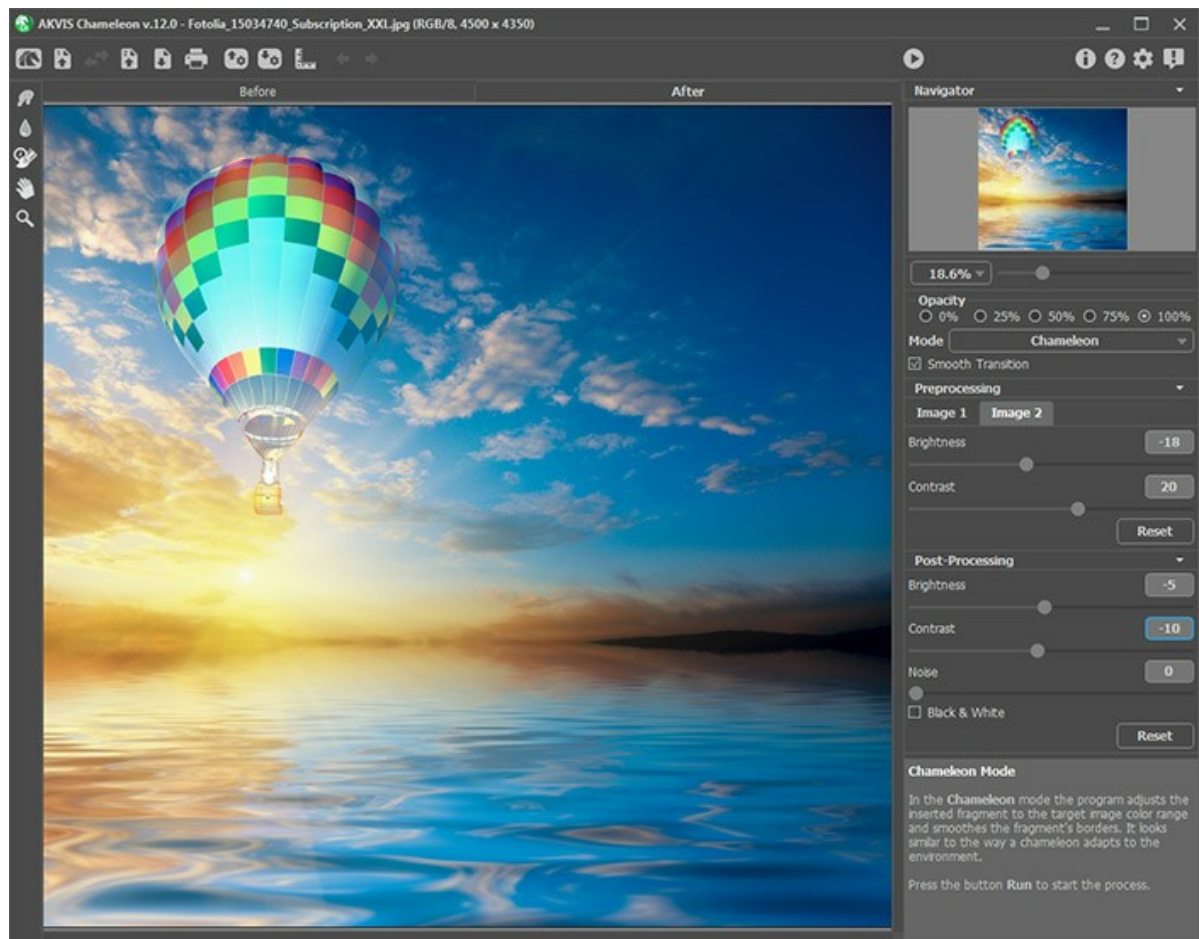 AKVIS Chameleon v.12.0 - Fotolia_15034740_Subscription_XXL.jpg (RGB/8, 4500 x 4350)
Before
After
Navigator
18.6%
Opacity
0% 25% 50% 75% 100%
Mode Chameleon
Smooth Transition
Preprocessing
Image 1 Image 2
Brightness -18
Contrast 20
Reset
Post-Processing
Brightness -5
Contrast -10
Noise 0
Black & White
Reset
Chameleon Mode
In the Chameleon mode the program adjusts the
inserted fragment to the target image color range
and smoothes the fragment's borders. It looks
similar to the way a chameleon adapts to the
environment.
Press the button Run to start the process.